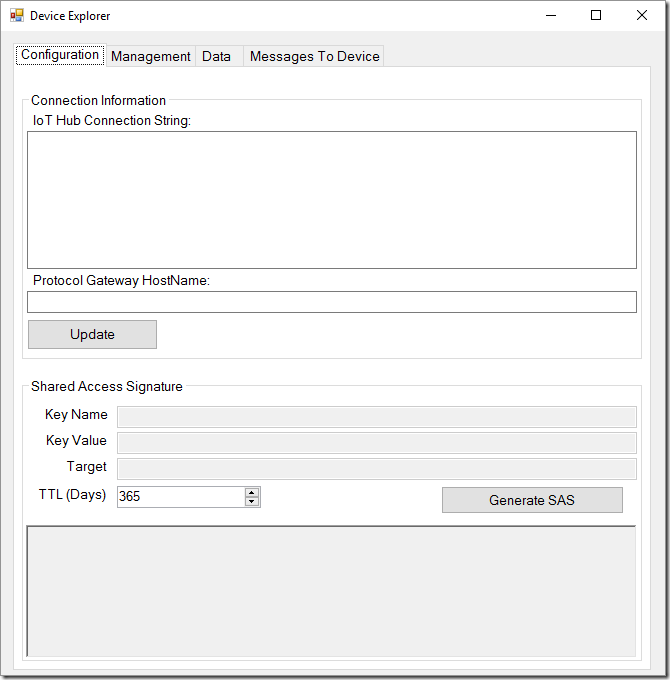 Device Explorer
Configuration Management Data Messages To Device
Connection Information
IoT Hub Connection String:
Protocol Gateway HostName:
Update
Shared Access Signature
Key Name
Key Value
Target
TTL (Days) 365 Generate SAS